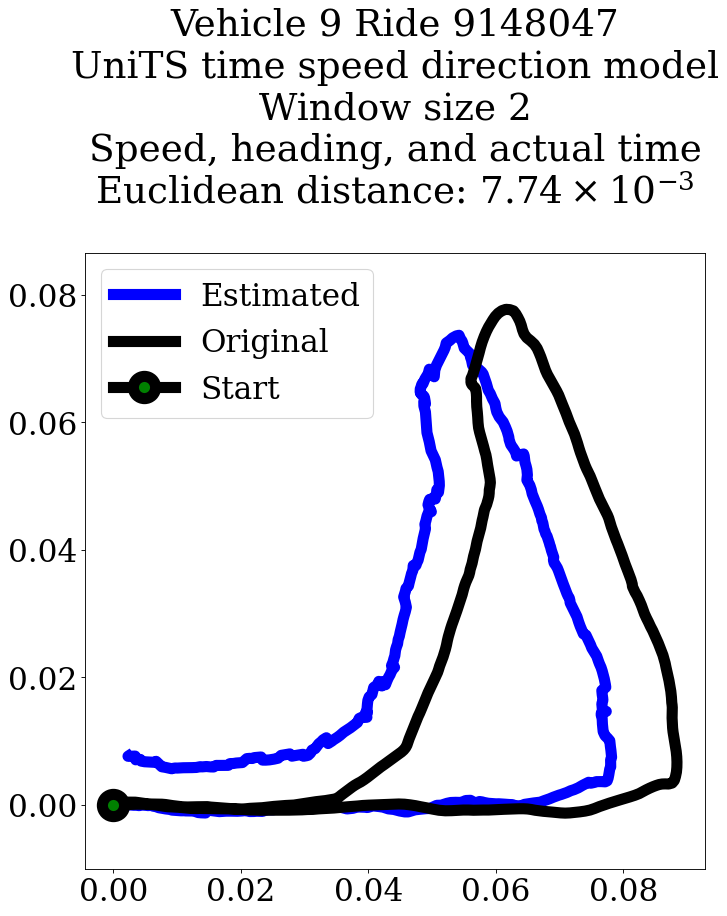 Vehicle 9 Ride 9148047
UniTS time speed direction model
Window size 2
Speed, heading, and actual time
Euclidean distance: 7.74 × 10⁻³
Estimated
Original
Start
0.08
0.06
0.04
0.02
0.00
0.00 0.02 0.04 0.06 0.08